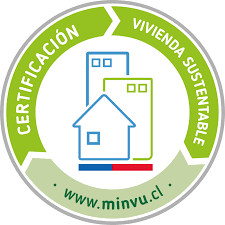 CERTIFICACIÓN
VIVIENDA SUSTENTABLE
· www.minvu.cl ·